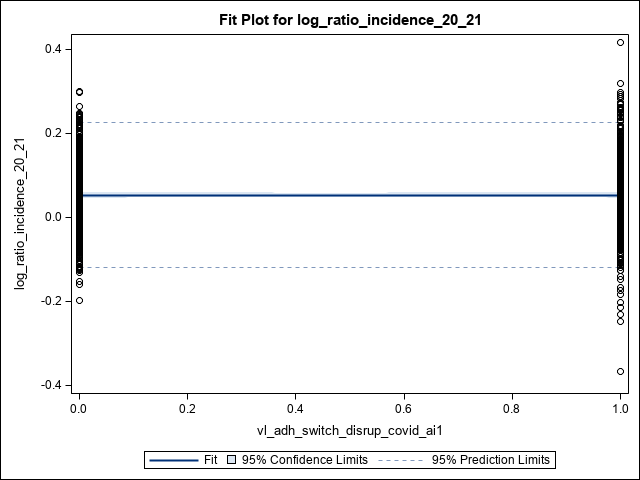 Fit Plot for log_ratio_incidence_20_21
0.4
0.2
0.0
-0.2
-0.4
log_ratio_incidence_20_21
0.0 0.2 0.4 0.6 0.8 1.0
vl_adh_switch_disrup_covid_ai1
Fit 95% Confidence Limits 95% Prediction Limits